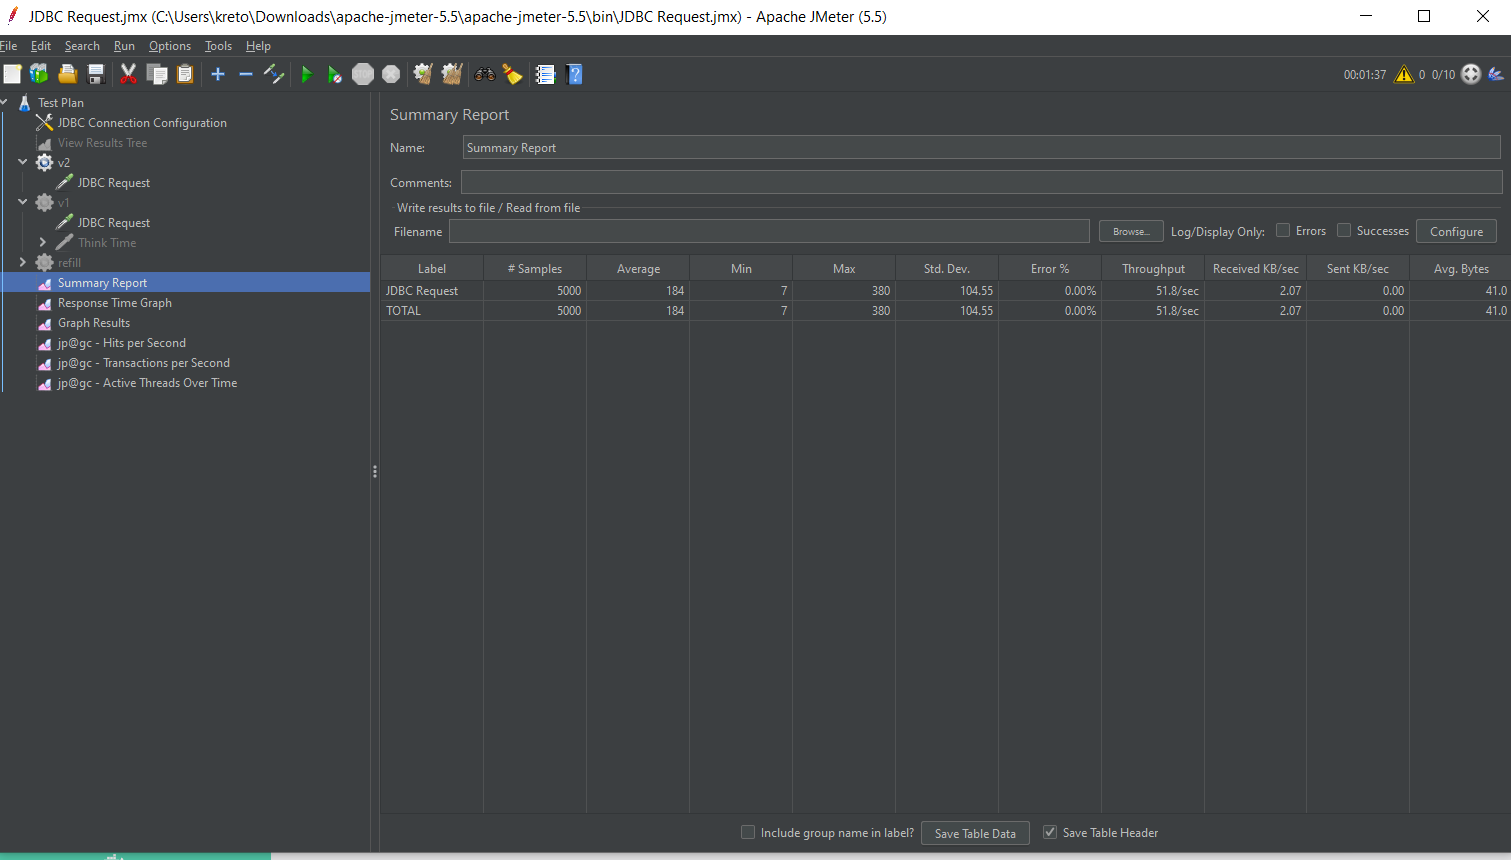 JDBC Request.jmx (C:\Users\kreto\Downloads\apache-jmeter-5.5\apache-jmeter-5.5\bin\JDBC Request.jmx) - Apache JMeter (5.5)
File Edit Search Run Options Tools Help
STOP
00:01:37 0 0/10
Test Plan
JDBC Connection Configuration
View Results Tree
v2
JDBC Request
v1
JDBC Request
Think Time
refill
Summary Report
Response Time Graph
Graph Results
jp@gc - Hits per Second
jp@gc - Transactions per Second
jp@gc - Active Threads Over Time
Summary Report
Name: Summary Report
Comments:
Write results to file / Read from file
Filename Browse... Log/Display Only: Errors Successes Configure
Label # Samples Average Min Max Std. Dev. Error % Throughput Received KB/sec Sent KB/sec Avg. Bytes
JDBC Request 5000 184 7 380 104.55 0.00% 51.8/sec 2.07 0.00 41.0
TOTAL 5000 184 7 380 104.55 0.00% 51.8/sec 2.07 0.00 41.0
Include group name in label? Save Table Data Save Table Header